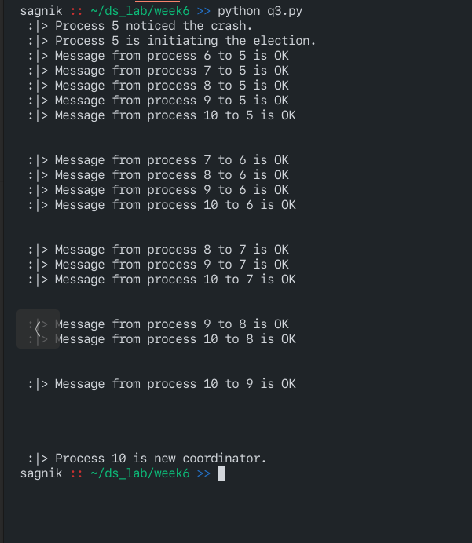 sagnik :: ~/ds_lab/week6 >> python q3.py
:|> Process 5 noticed the crash.
:|> Process 5 is initiating the election.
:|> Message from process 6 to 5 is OK
:|> Message from process 7 to 5 is OK
:|> Message from process 8 to 5 is OK
:|> Message from process 9 to 5 is OK
:|> Message from process 10 to 5 is OK
:|> Message from process 7 to 6 is OK
:|> Message from process 8 to 6 is OK
:|> Message from process 9 to 6 is OK
:|> Message from process 10 to 6 is OK
:|> Message from process 8 to 7 is OK
:|> Message from process 9 to 7 is OK
:|> Message from process 10 to 7 is OK
:|> Message from process 9 to 8 is OK
:|> Message from process 10 to 8 is OK
:|> Message from process 10 to 9 is OK
:|> Process 10 is new coordinator.
sagnik :: ~/ds_lab/week6 >>